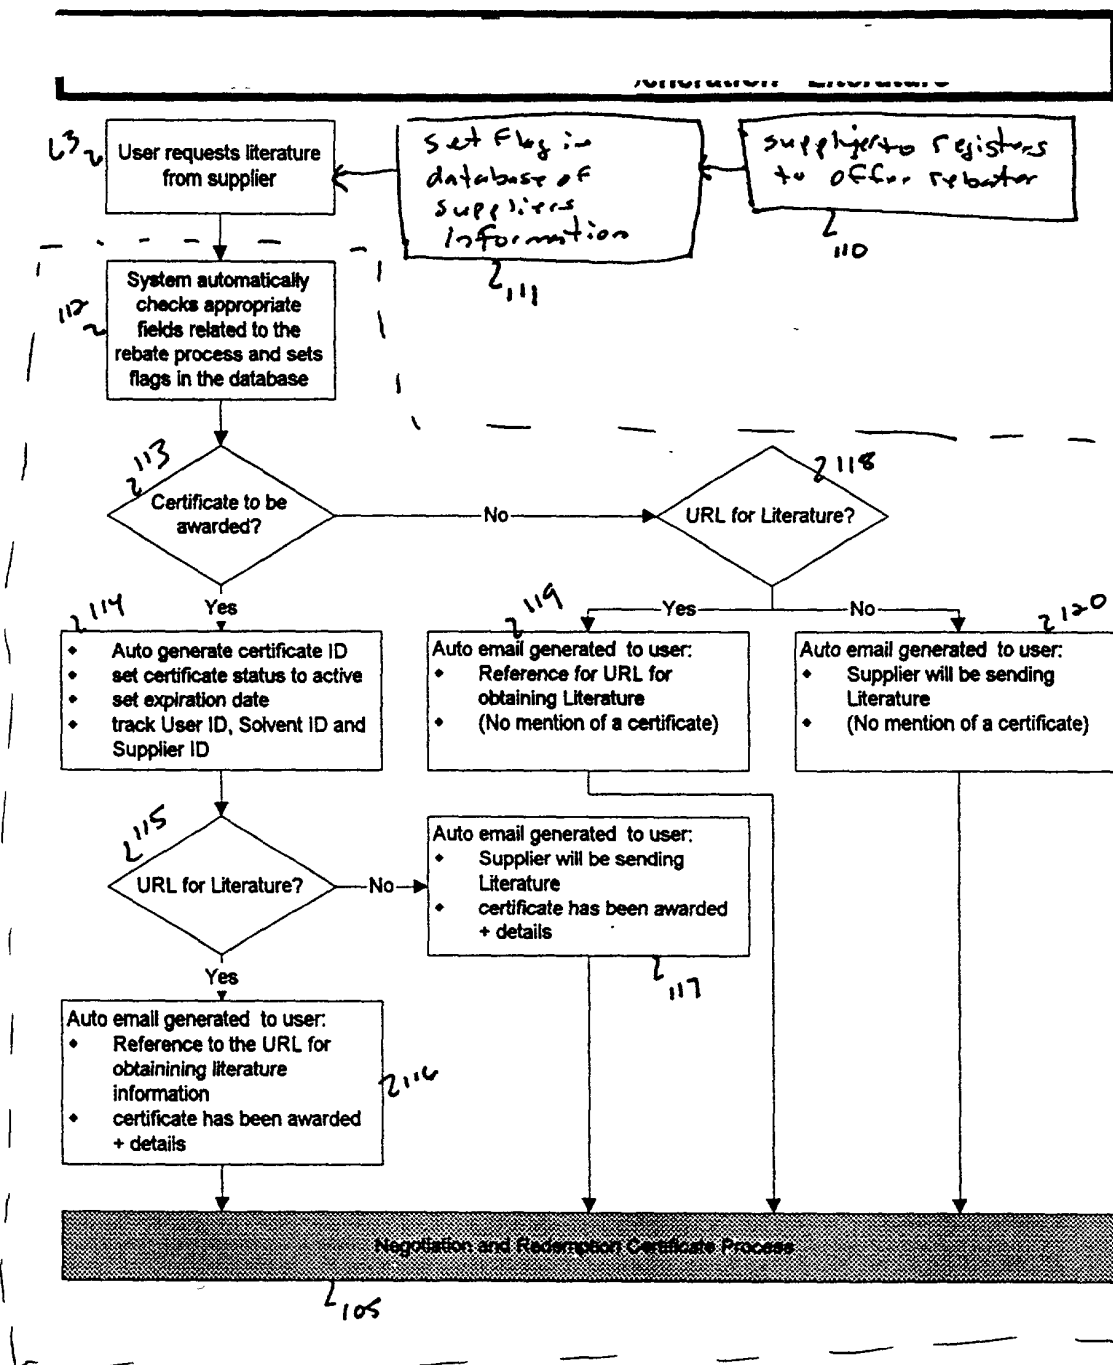 Literature
63
User requests literature
from supplier
set Flag in
database of
suppliers
Information
111
registers
to offer
110
112
System automatically
checks appropriate
fields related to the
rebate process and sets
flags in the database
113
Certificate to be
awarded?
No
118
URL for Literature?
Yes
114
• Auto generate certificate ID
• set certificate status to active
• set expiration date
• track User ID, Solvent ID and
Supplier ID
Yes
119
Auto email generated to user:
• Reference for URL for
obtaining Literature
• (No mention of a certificate)
No
120
Auto email generated to user:
• Supplier will be sending
Literature
• (No mention of a certificate)
115
URL for Literature?
No
Auto email generated to user:
• Supplier will be sending
Literature
• certificate has been awarded
+ details
117
Yes
Auto email generated to user:
• Reference to the URL for
obtainining literature
information
• certificate has been awarded
+ details
116
Negotiation and Redemption Certificate Process
105